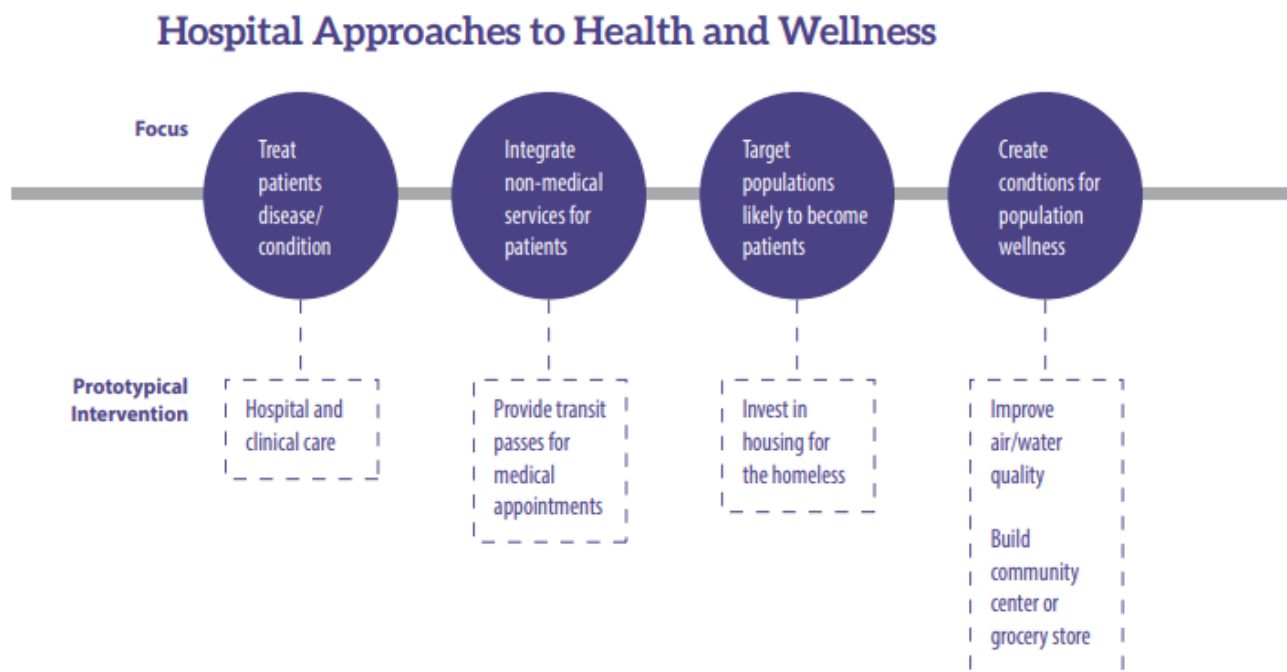 Hospital Approaches to Health and Wellness
Focus
Treat
patients
disease/
condition
Integrate
non-medical
services for
patients
Target
populations
likely to become
patients
Create
condtions for
population
wellness
Prototypical
Intervention
Hospital and
clinical care
Provide transit
passes for
medical
appointments
Invest in
housing for
the homeless
Improve
air/water
quality
Build
community
center or
grocery store